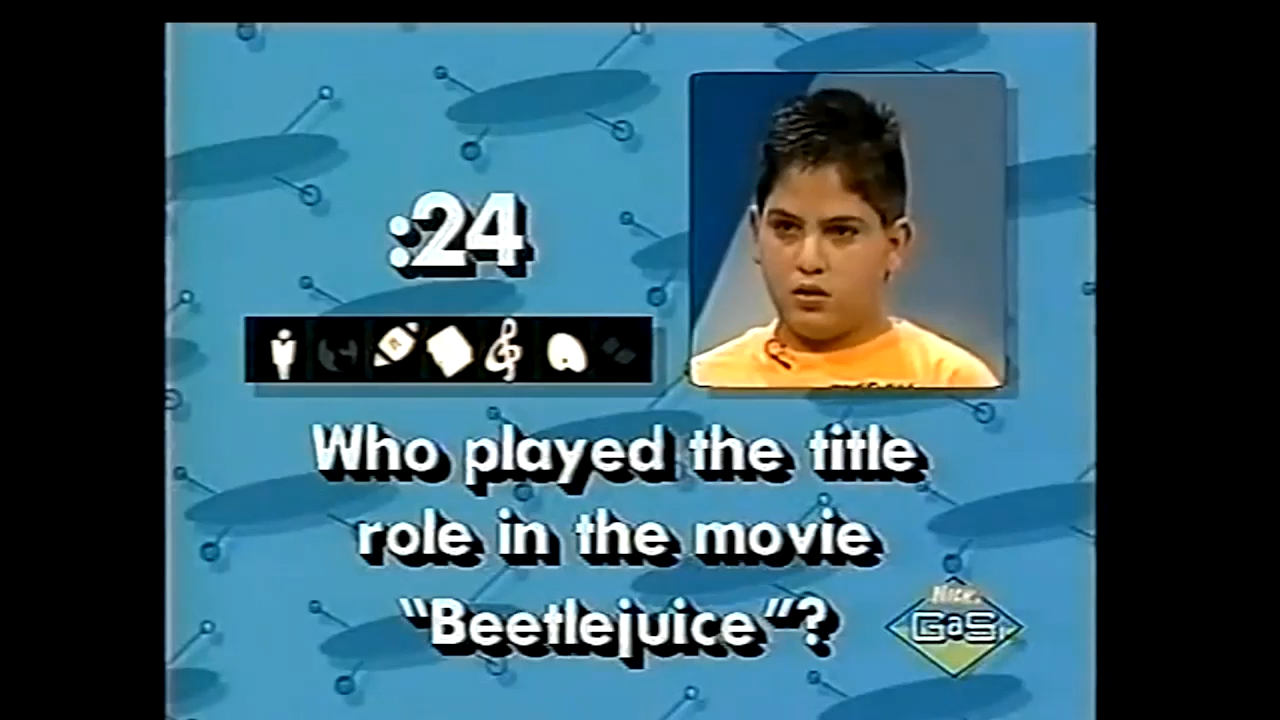 :24
Who played the title
role in the movie
“Beetlejuice”?
Nick
GaS